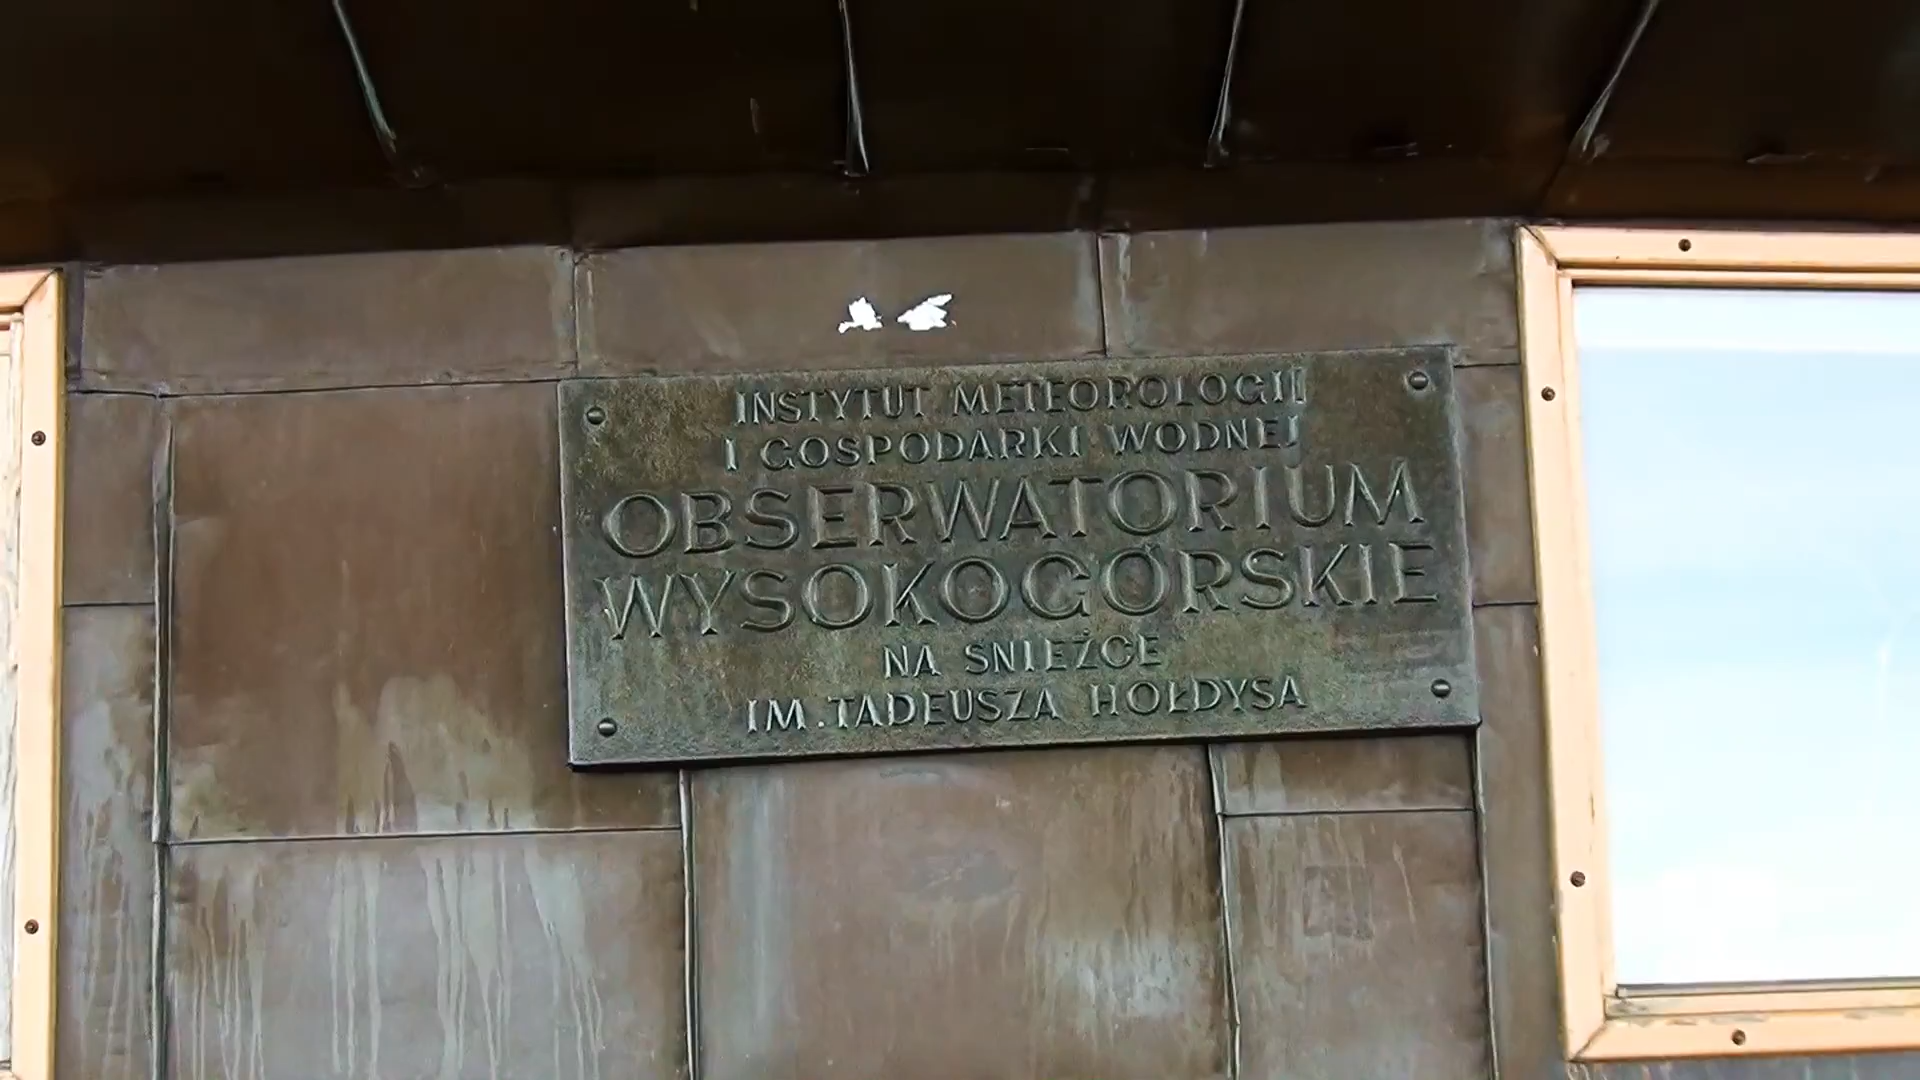 INSTYTUT METEOROLOGII
I GOSPODARKI WODNEJ
OBSERWATORIUM
WYSOKOGÓRSKIE
NA ŚNIEŻCE
IM. TADEUSZA HOŁDYSA